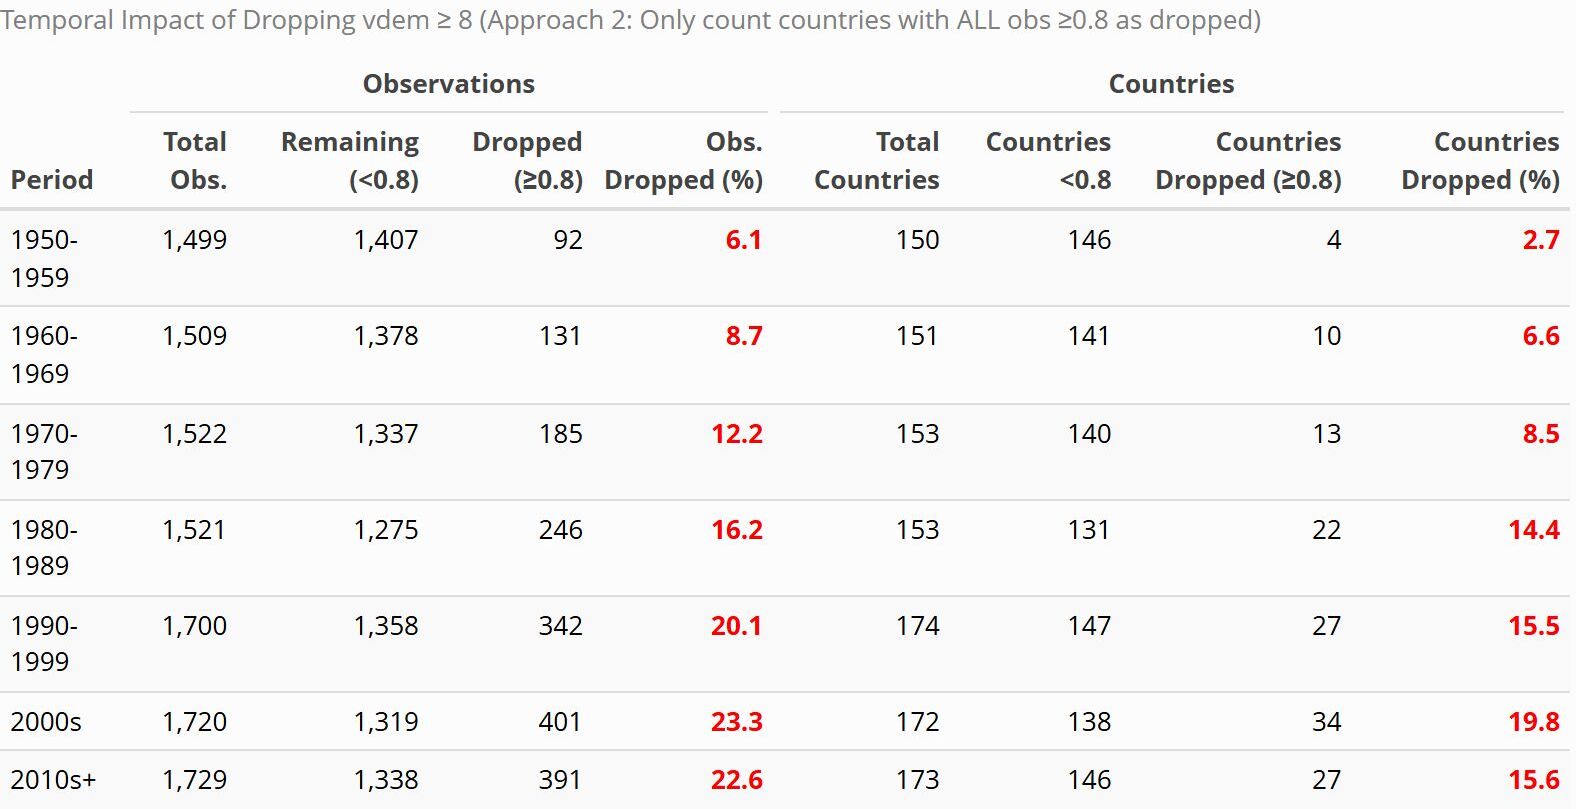 Temporal Impact of Dropping vdem ≥ 8 (Approach 2: Only count countries with ALL obs ≥0.8 as dropped)
Observations Countries
Total Remaining Dropped Obs. Total Countries Countries Countries
Period Obs. (<0.8) (≥0.8) Dropped (%) Countries <0.8 Dropped (≥0.8) Dropped (%)
1950- 1,499 1,407 92 6.1 150 146 4 2.7
1959
1960- 1,509 1,378 131 8.7 151 141 10 6.6
1969
1970- 1,522 1,337 185 12.2 153 140 13 8.5
1979
1980- 1,521 1,275 246 16.2 153 131 22 14.4
1989
1990- 1,700 1,358 342 20.1 174 147 27 15.5
1999
2000s 1,720 1,319 401 23.3 172 138 34 19.8
2010s+ 1,729 1,338 391 22.6 173 146 27 15.6